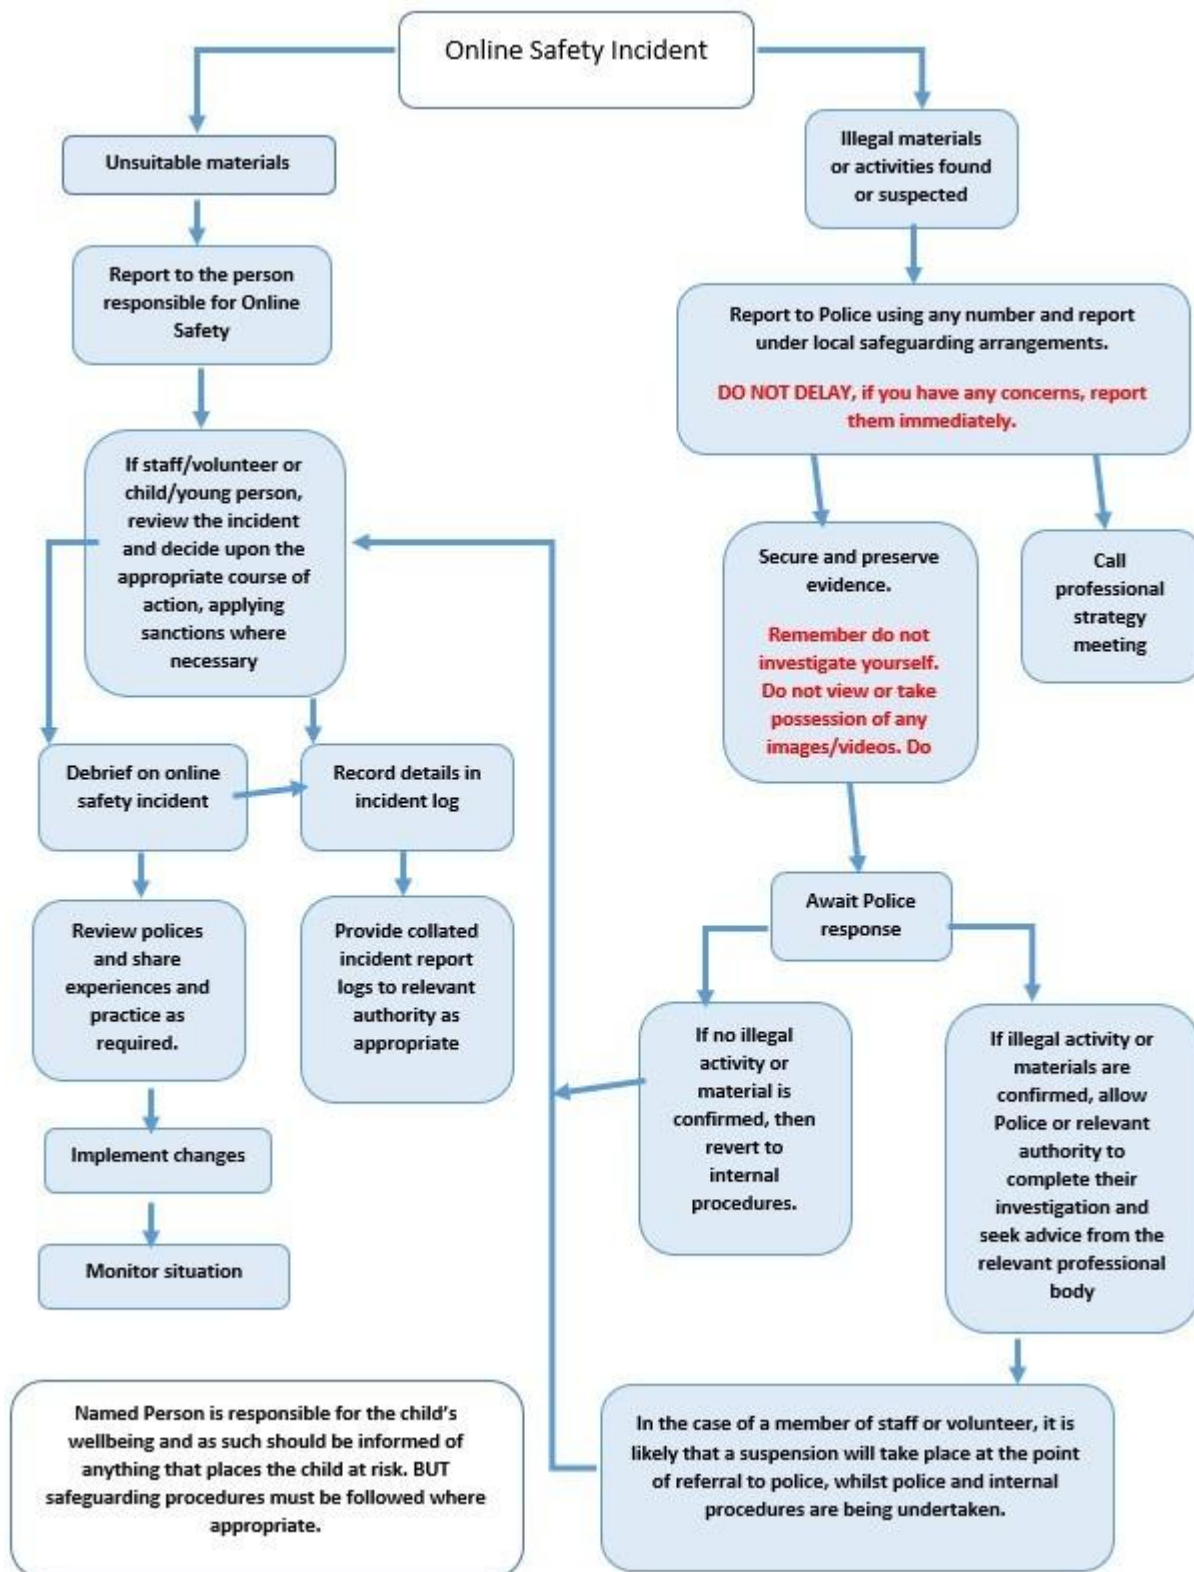 Online Safety Incident
Unsuitable materials
Illegal materials
or activities found
or suspected
Report to the person
responsible for Online
Safety
Report to Police using any number and report
under local safeguarding arrangements.
DO NOT DELAY, if you have any concerns, report
them immediately.
If staff/volunteer or
child/young person,
review the incident
and decide upon the
appropriate course of
action, applying
sanctions where
necessary
Secure and preserve
evidence.
Remember do not
investigate yourself.
Do not view or take
possession of any
images/videos. Do
Call
professional
strategy
meeting
Debrief on online
safety incident
Record details in
incident log
Review polices
and share
experiences and
practice as
required.
Provide collated
incident report
logs to relevant
authority as
appropriate
Await Police
response
If no illegal
activity or
material is
confirmed, then
revert to
internal
procedures.
If illegal activity or
materials are
confirmed, allow
Police or relevant
authority to
complete their
investigation and
seek advice from the
relevant professional
body
Implement changes
Monitor situation
Named Person is responsible for the child’s
wellbeing and as such should be informed of
anything that places the child at risk. BUT
safeguarding procedures must be followed where
appropriate.
In the case of a member of staff or volunteer, it is
likely that a suspension will take place at the point
of referral to police, whilst police and internal
procedures are being undertaken.